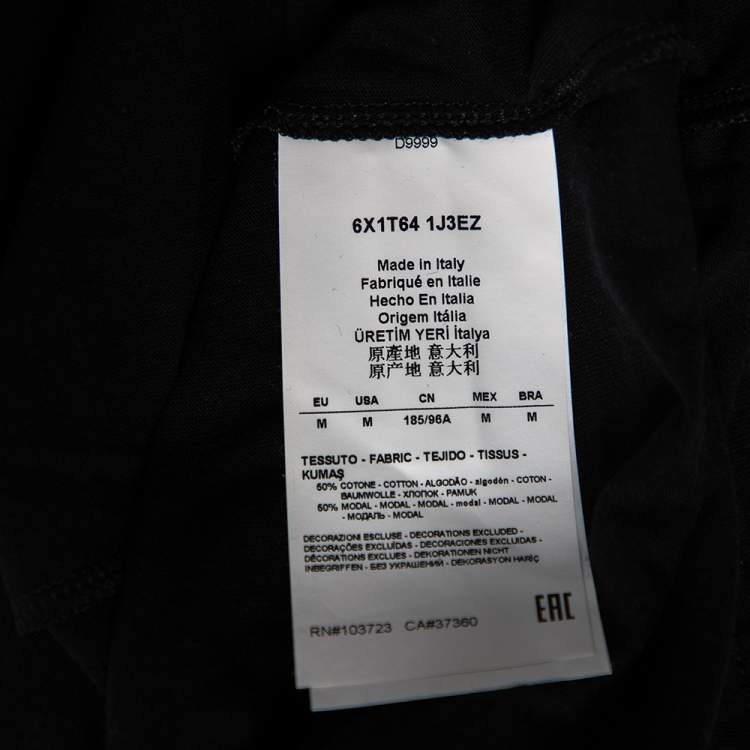 D9999
6X1T64 1J3EZ
Made in Italy
Fabriqué en Italie
Hecho En Italia
Origem Itália
ÜRETİM YERİ İtalya
原產地 意大利
原产地 意大利
EU USA CN MEX BRA
M M 185/96A M M
TESSUTO - FABRIC - TEJIDO - TISSUS -
KUMAŞ
50% COTONE - COTTON - ALGODÃO - algodón - COTON -
BAUMWOLLE - ХЛОПОК - PAMUK
50% MODAL - MODAL - MODAL - modal - MODAL - MODAL
- МОДАЛЬ - MODAL
DECORAZIONI ESCLUSE - DECORATIONS EXCLUDED -
DECORAÇÕES EXCLUÍDAS - DECORACIONES EXCLUIDAS -
DÉCORATIONS EXCLUES - DEKORATIONEN NICHT
INBEGRIFFEN - БЕЗ УКРАШЕНИЙ - DEKORASYON HARİÇ
RN#103723 CA#37360
EAC